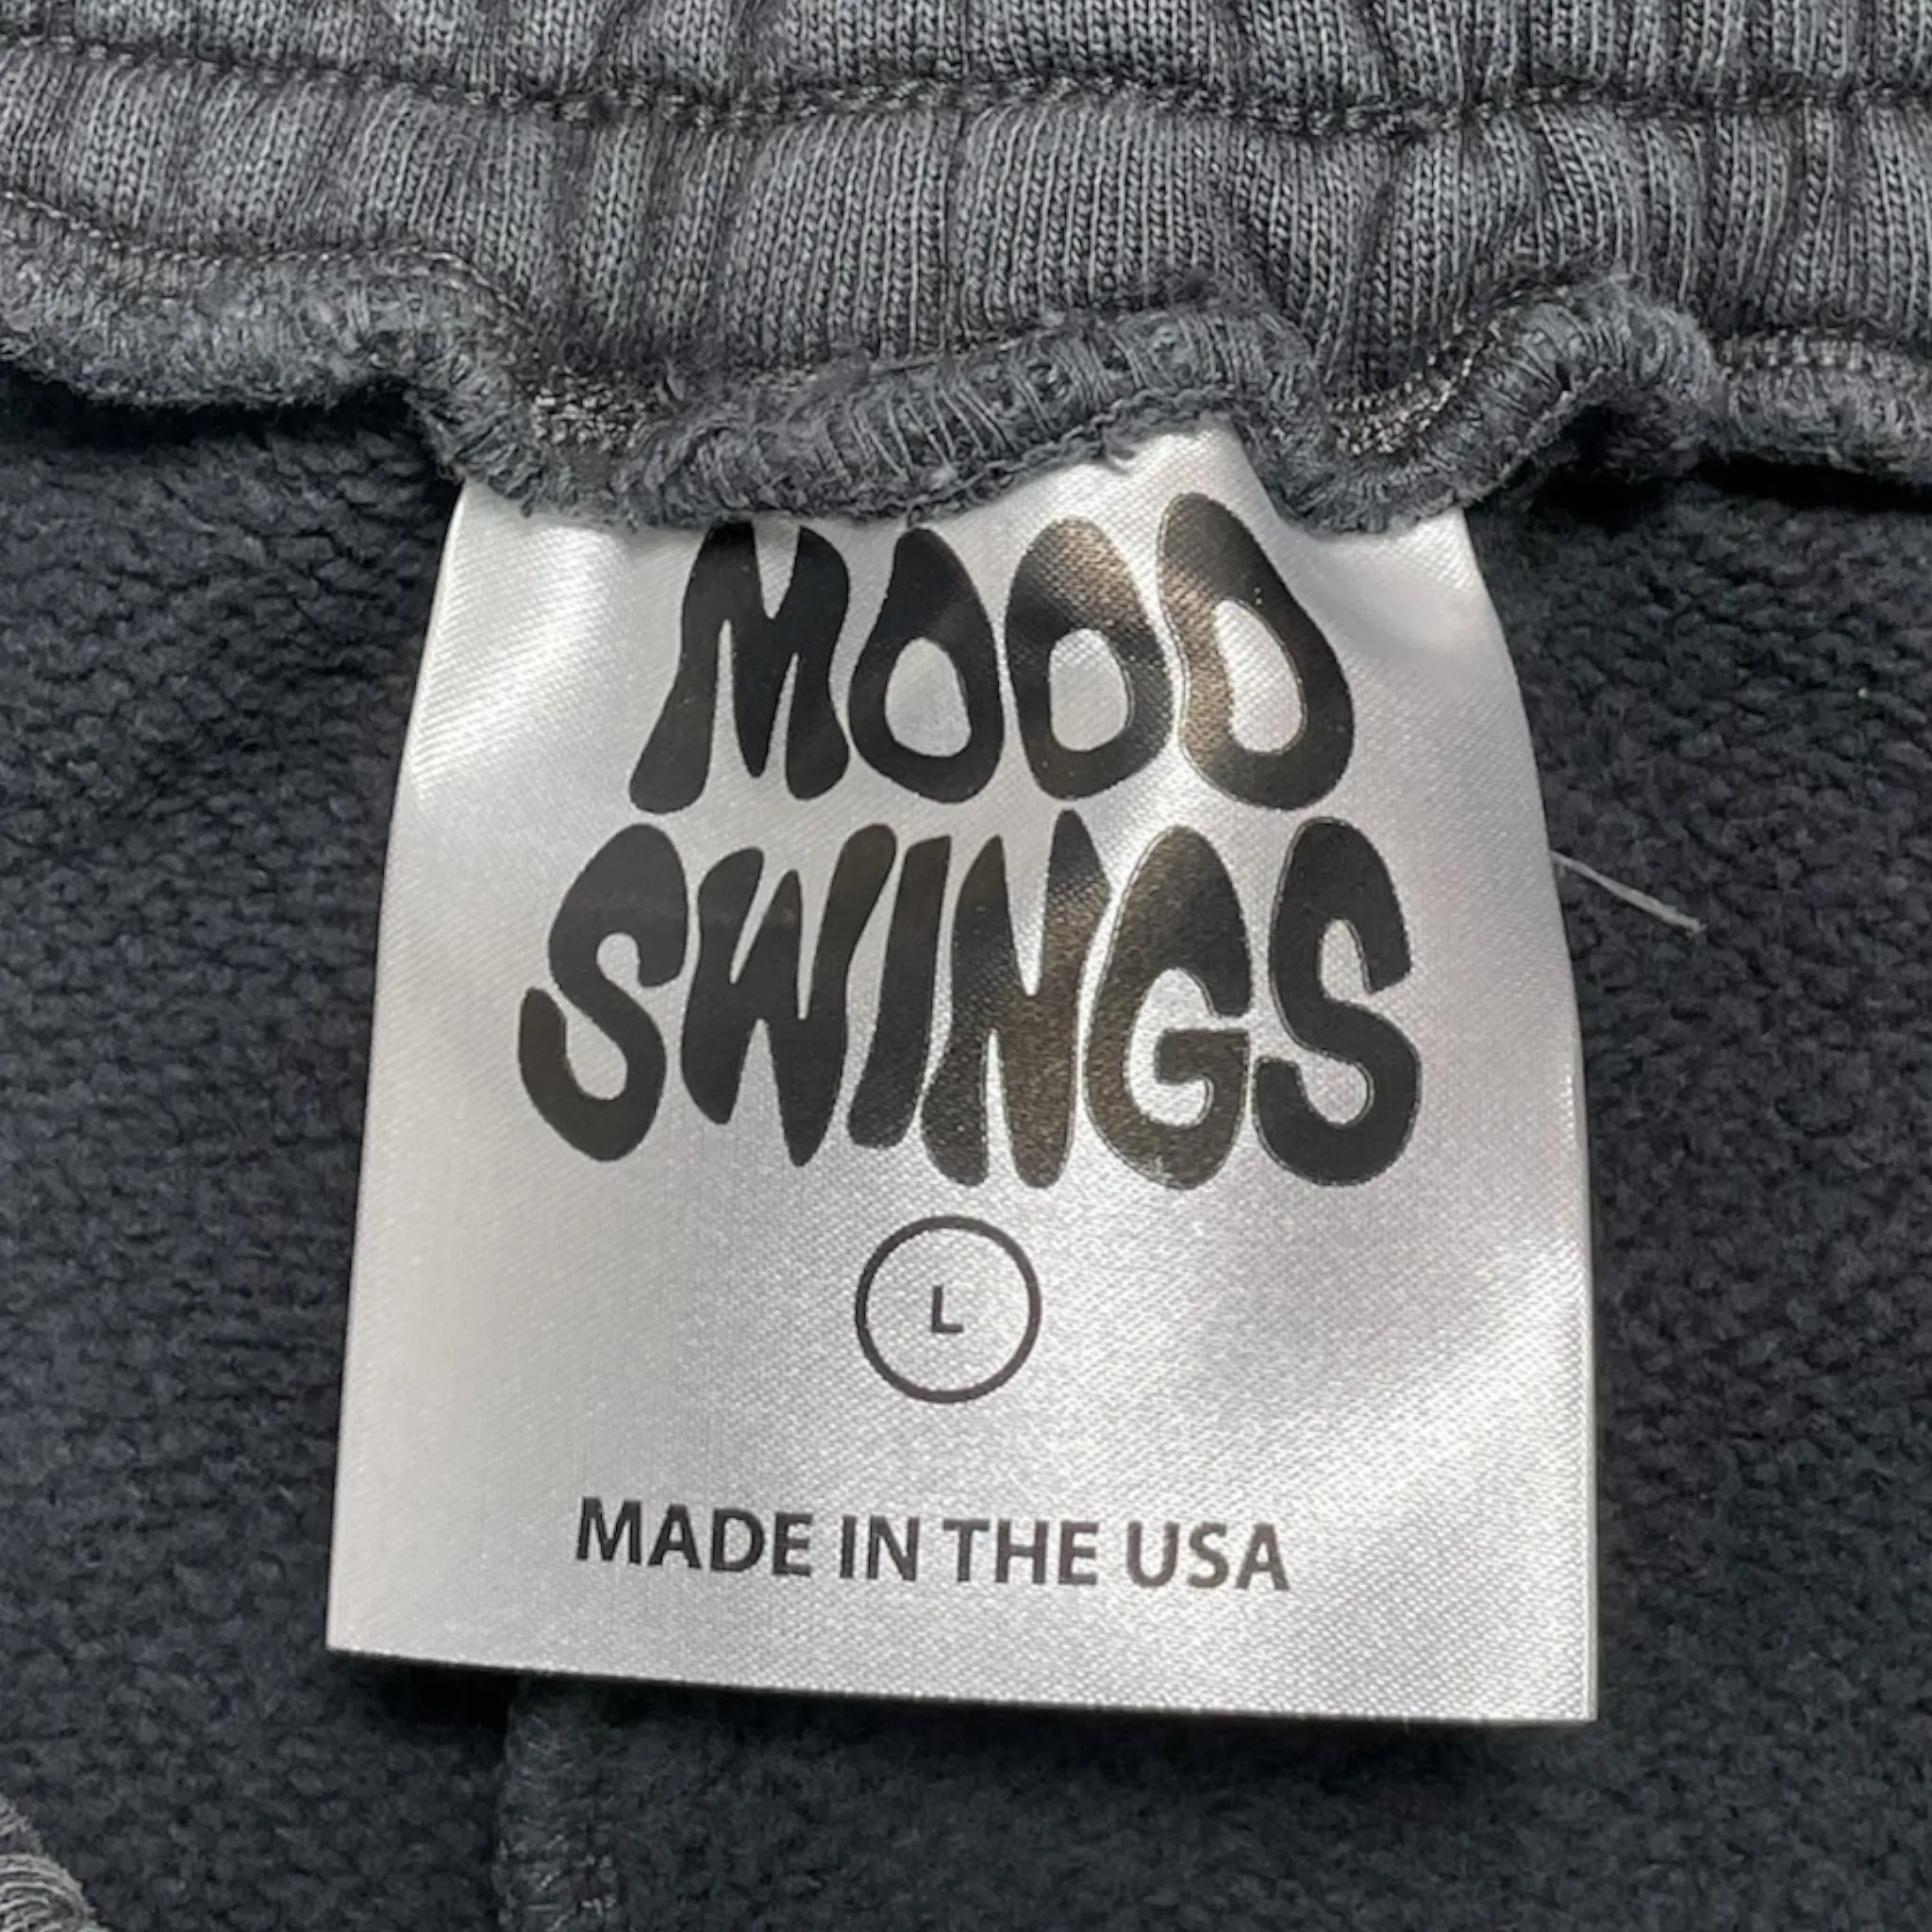 MOOD
SWINGS
L
MADE IN THE USA